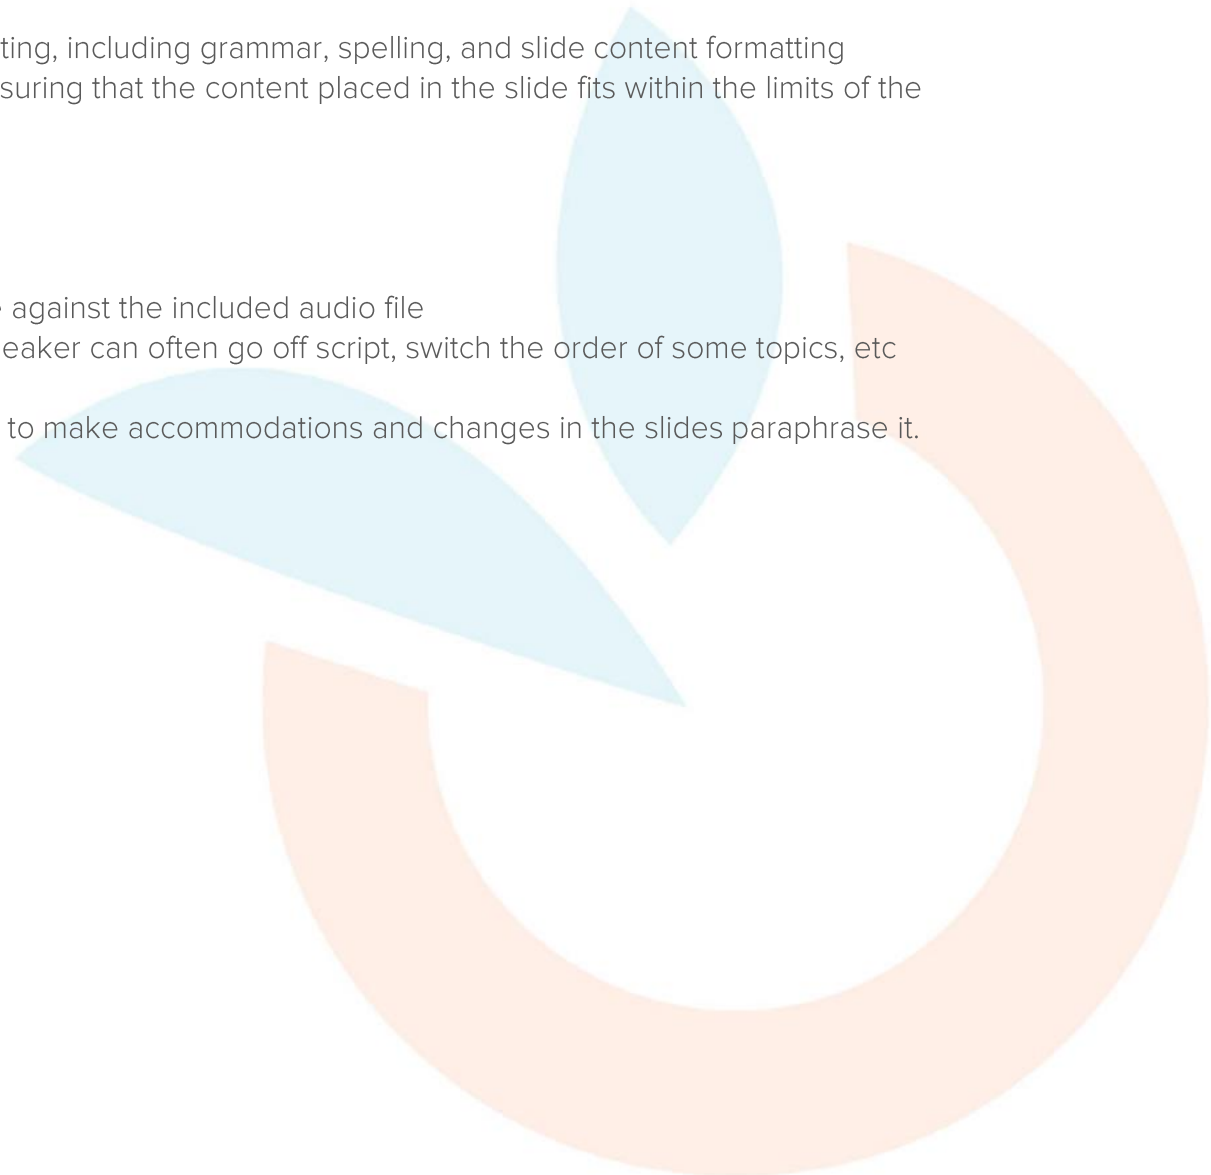 ting, including grammar, spelling, and slide content formatting
suring that the content placed in the slide fits within the limits of the
against the included audio file
eaker can often go off script, switch the order of some topics, etc
to make accommodations and changes in the slides paraphrase it.